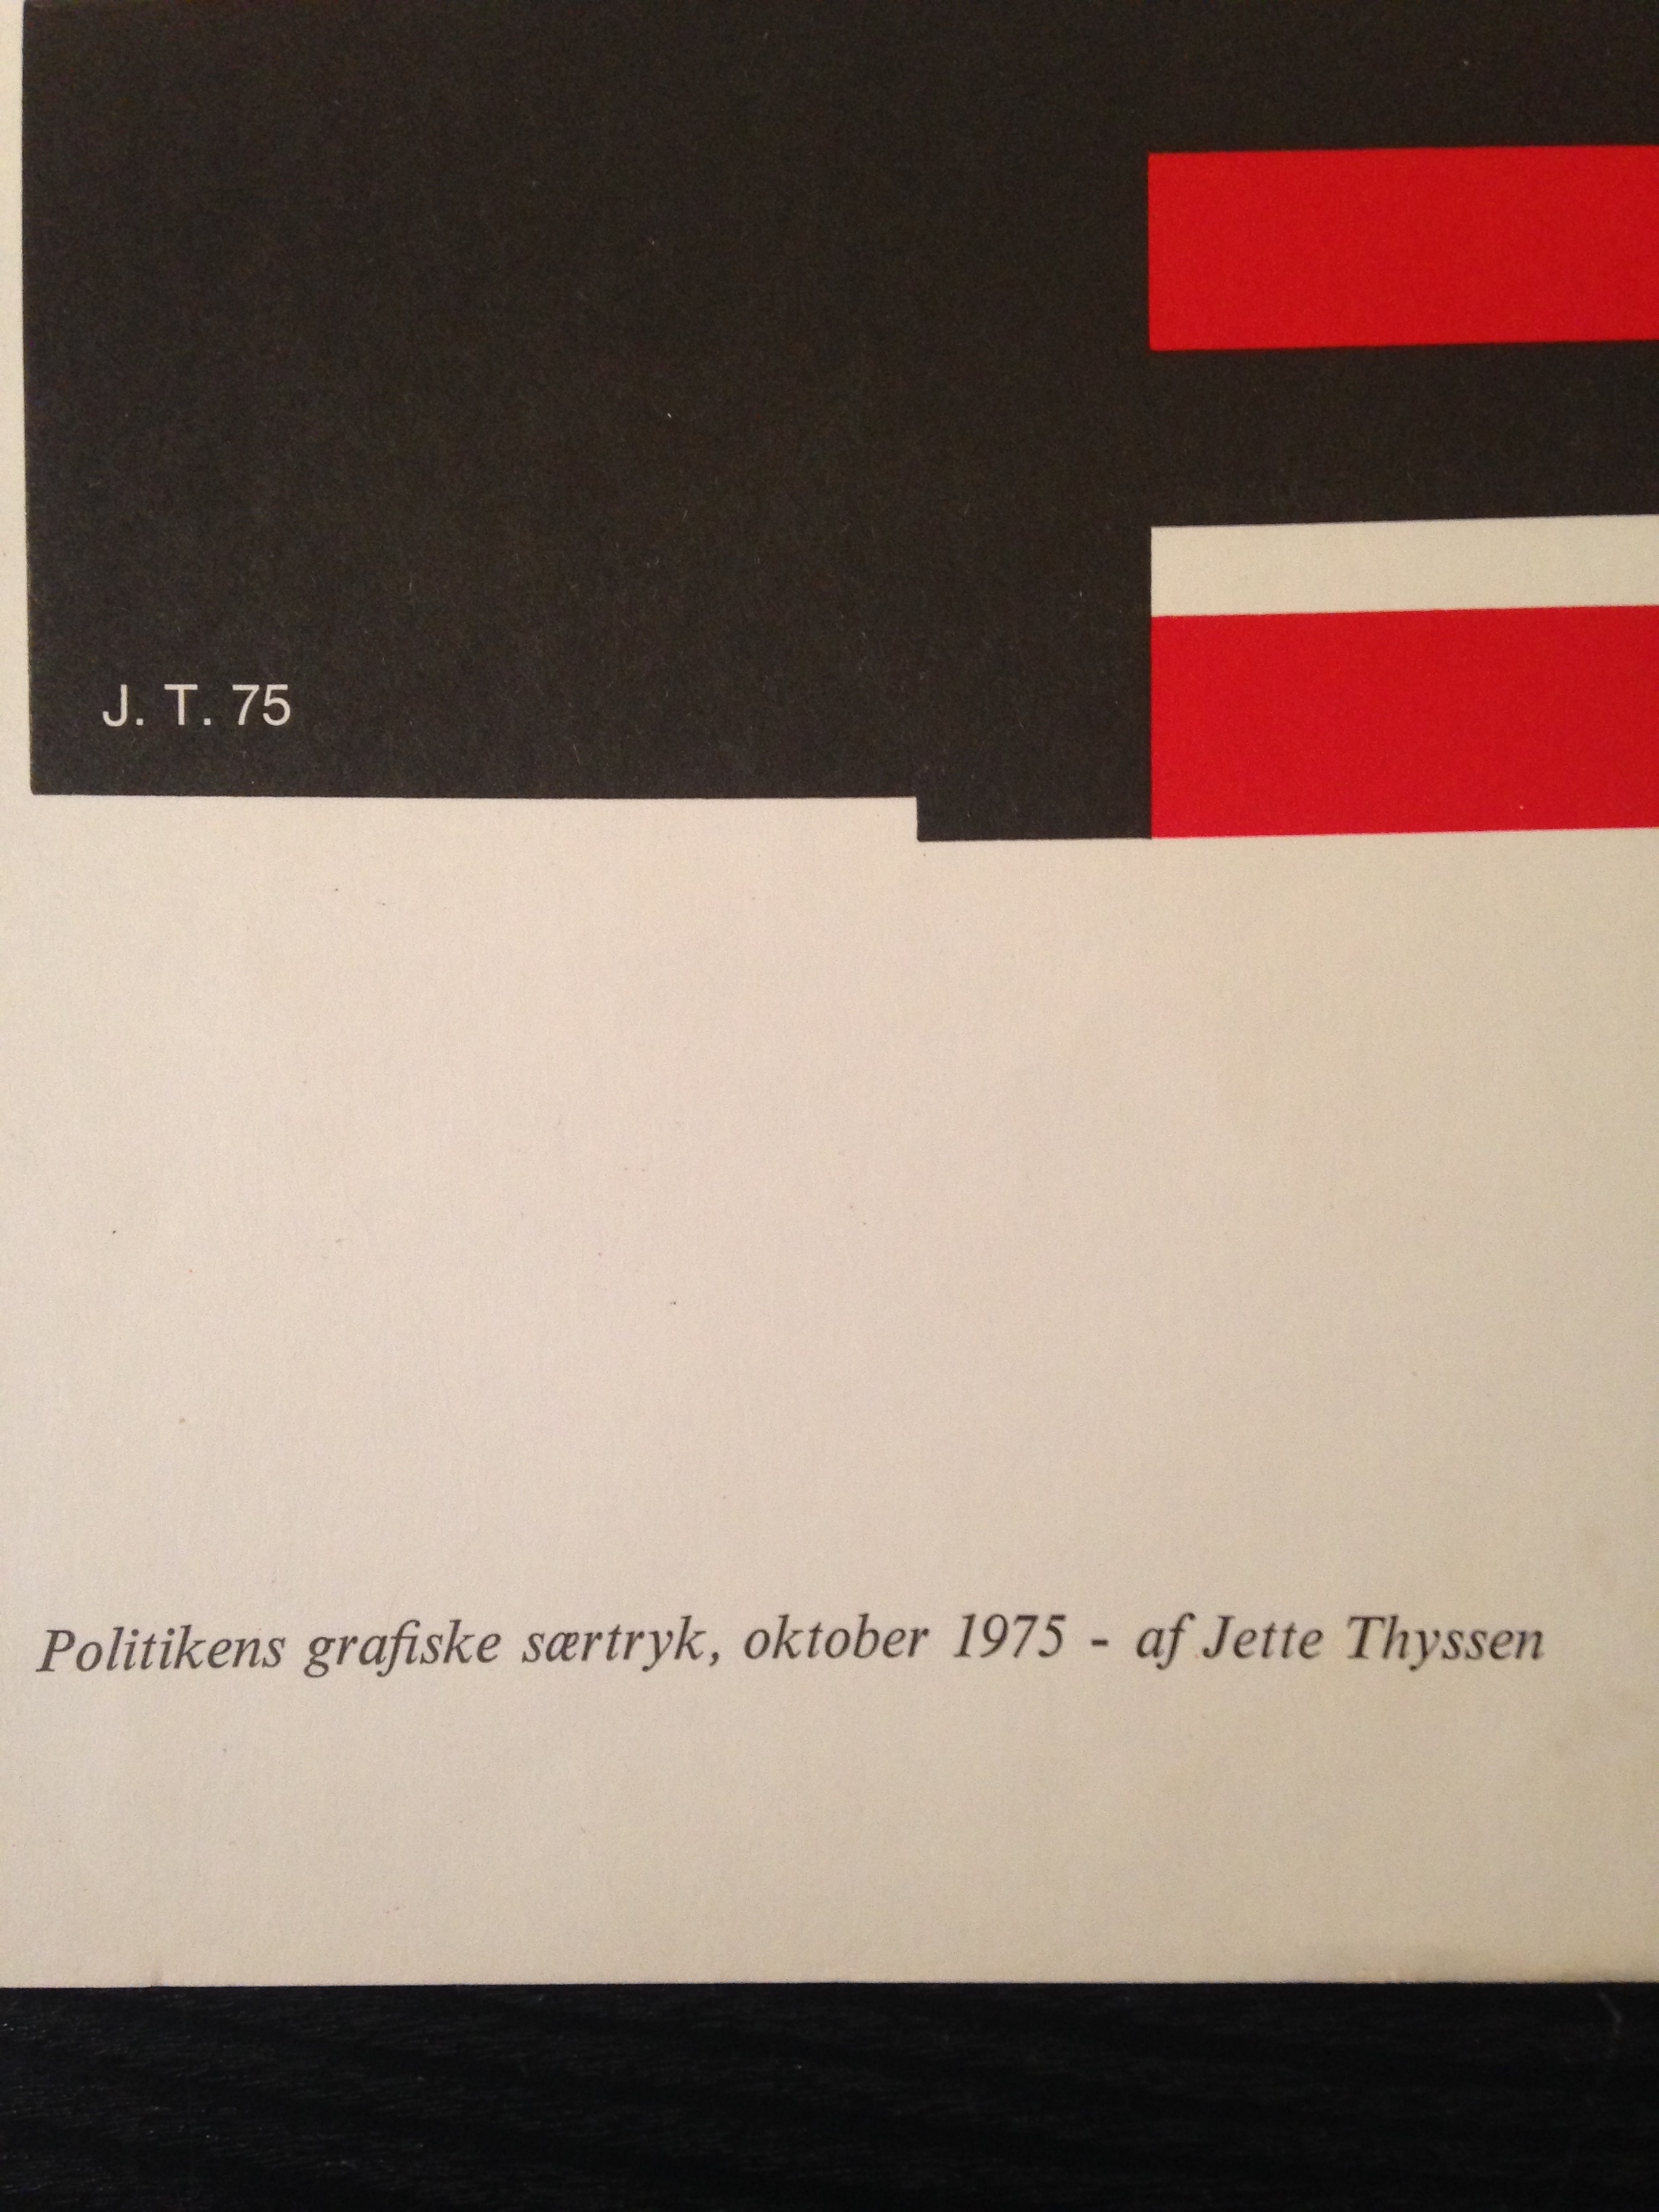 J. T. 75
Politikens grafiske særtryk, oktober 1975 - af Jette Thyssen